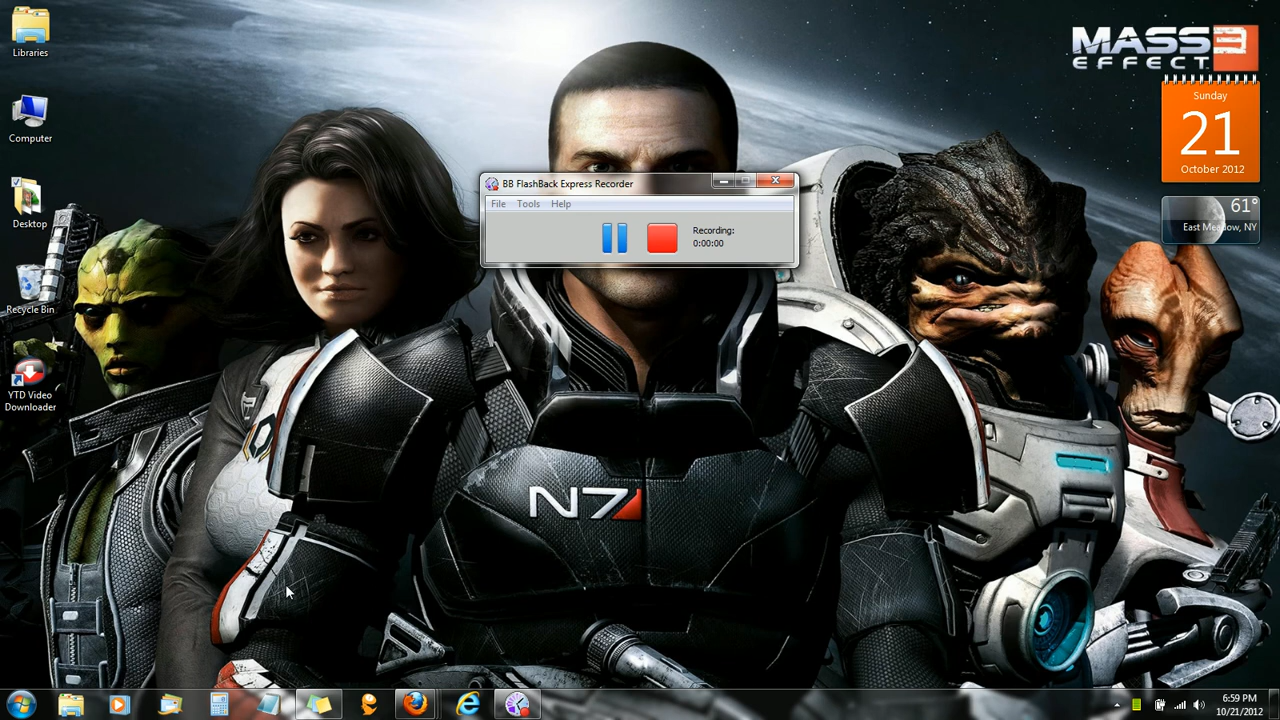 Libraries
Computer
Desktop
Recycle Bin
YTD Video
Downloader
BB FlashBack Express Recorder
File Tools Help
Recording:
0:00:00
N7
MASS 3
EFFECT
Sunday
21
October 2012
61°
East Meadow, NY
6:59 PM
10/21/2012